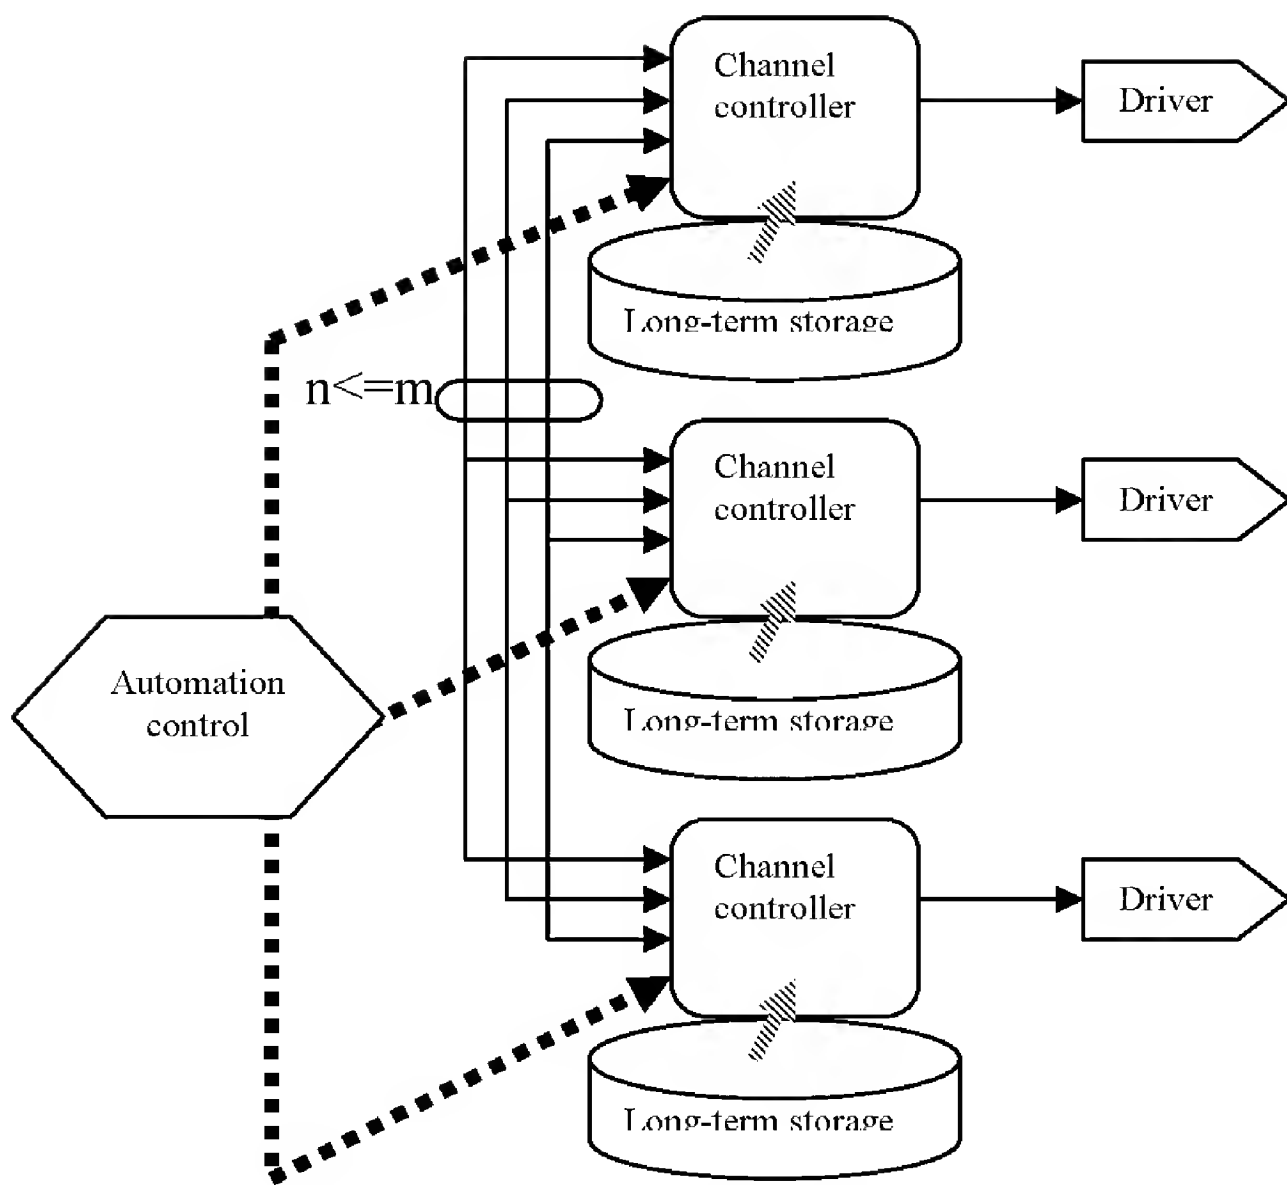 Channel
controller
Driver
Long-term storage
n<=m
Channel
controller
Driver
Long-term storage
Automation
control
Channel
controller
Driver
Long-term storage